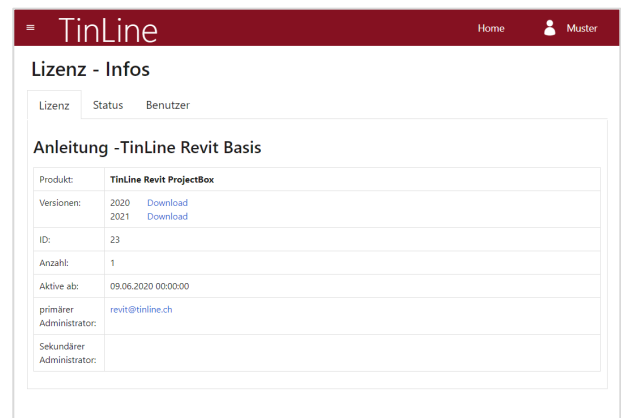 ≡ TinLine Home Muster
Lizenz - Infos
Lizenz Status Benutzer
Anleitung -TinLine Revit Basis
Produkt: TinLine Revit ProjectBox
Versionen: 2020 Download
2021 Download
ID: 23
Anzahl: 1
Aktive ab: 09.06.2020 00:00:00
primärer revit@tinline.ch
Administrator:
Sekundärer
Administrator: